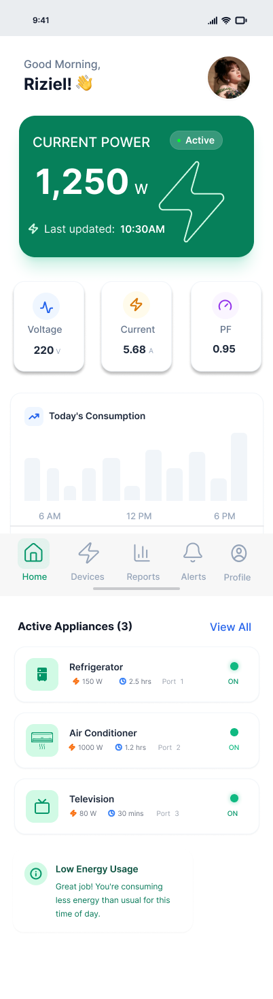 9:41
Good Morning,
Riziel! 👋
CURRENT POWER
Active
1,250 W
Last updated: 10:30AM
Voltage
220 V
Current
5.68 A
PF
0.95
Today's Consumption
6 AM 12 PM 6 PM
Home Devices Reports Alerts Profile
Active Appliances (3) View All
Refrigerator
150 W 2.5 hrs Port 1 ON
Air Conditioner
1000 W 1.2 hrs Port 2 ON
Television
80 W 30 mins Port 3 ON
Low Energy Usage
Great job! You're consuming
less energy than usual for this
time of day.